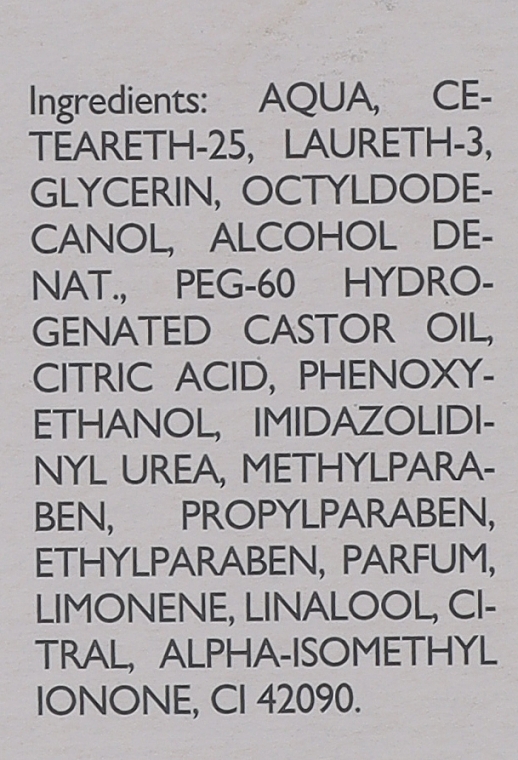 Ingredients: AQUA, CE-
TEARETH-25, LAURETH-3,
GLYCERIN, OCTYLDODE-
CANOL, ALCOHOL DE-
NAT., PEG-60 HYDRO-
GENATED CASTOR OIL,
CITRIC ACID, PHENOXY-
ETHANOL, IMIDAZOLIDI-
NYL UREA, METHYLPARA-
BEN, PROPYLPARABEN,
ETHYLPARABEN, PARFUM,
LIMONENE, LINALOOL, CI-
TRAL, ALPHA-ISOMETHYL
IONONE, CI 42090.